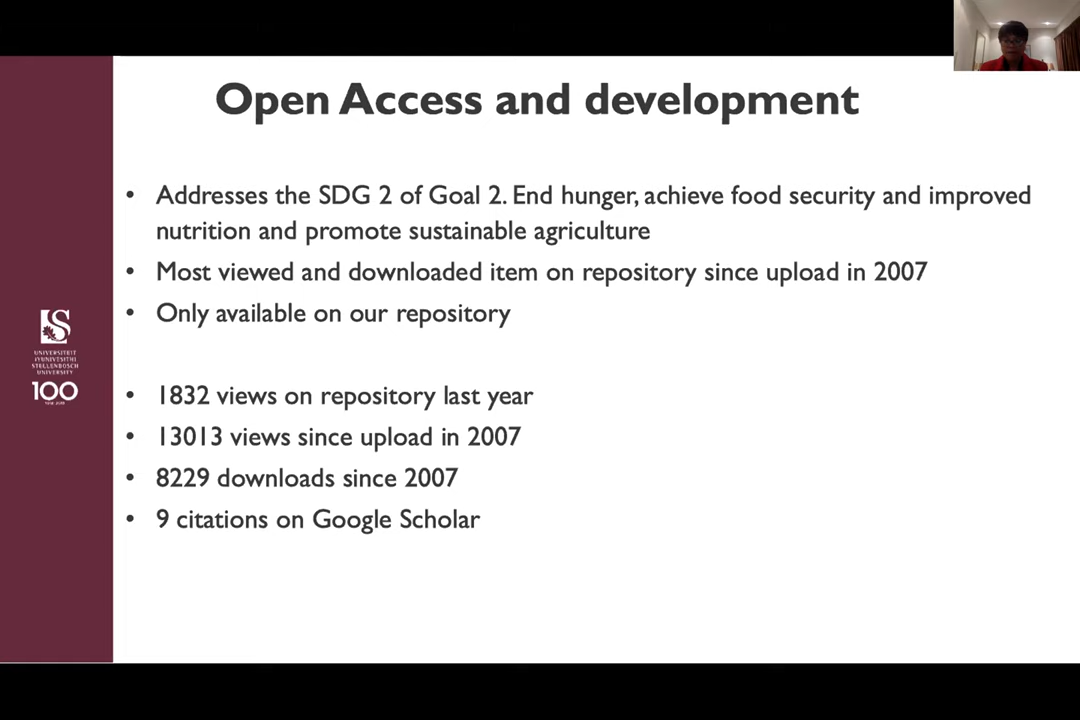 Open Access and development
• Addresses the SDG 2 of Goal 2. End hunger, achieve food security and improved
nutrition and promote sustainable agriculture
• Most viewed and downloaded item on repository since upload in 2007
• Only available on our repository
• 1832 views on repository last year
• 13013 views since upload in 2007
• 8229 downloads since 2007
• 9 citations on Google Scholar
UNIVERSITEIT
IYUNIVESITHI
STELLENBOSCH
UNIVERSITY
100